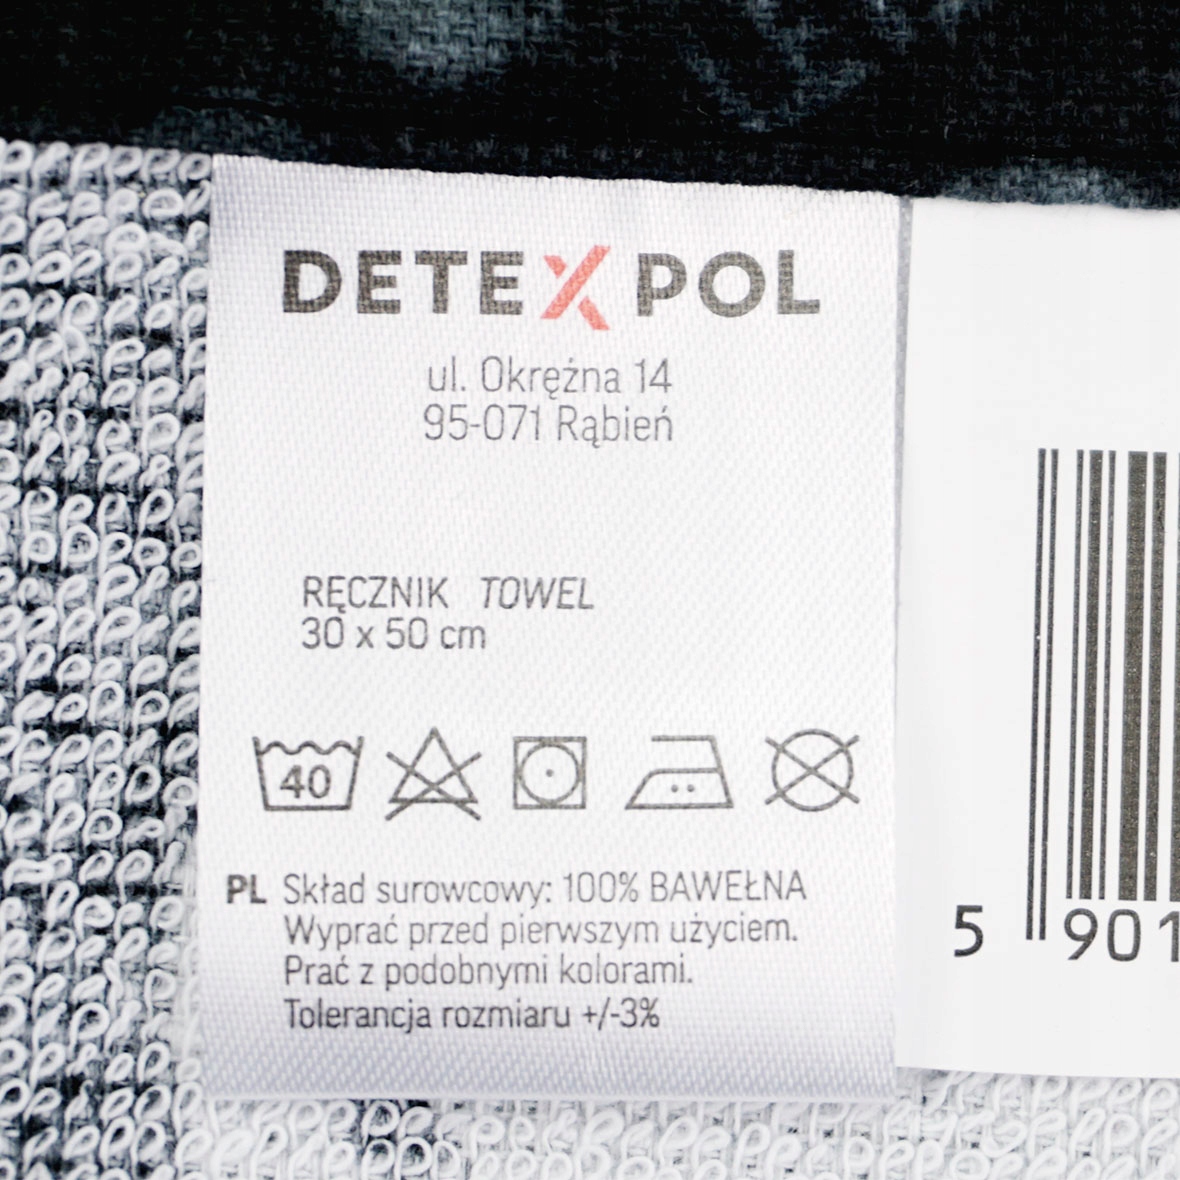 DETEXPOL
ul. Okrężna 14
95-071 Rąbień
RĘCZNIK TOWEL
30 x 50 cm
40
PL Skład surowcowy: 100% BAWEŁNA
Wyprać przed pierwszym użyciem.
Prać z podobnymi kolorami.
Tolerancja rozmiaru +/-3%
5 901